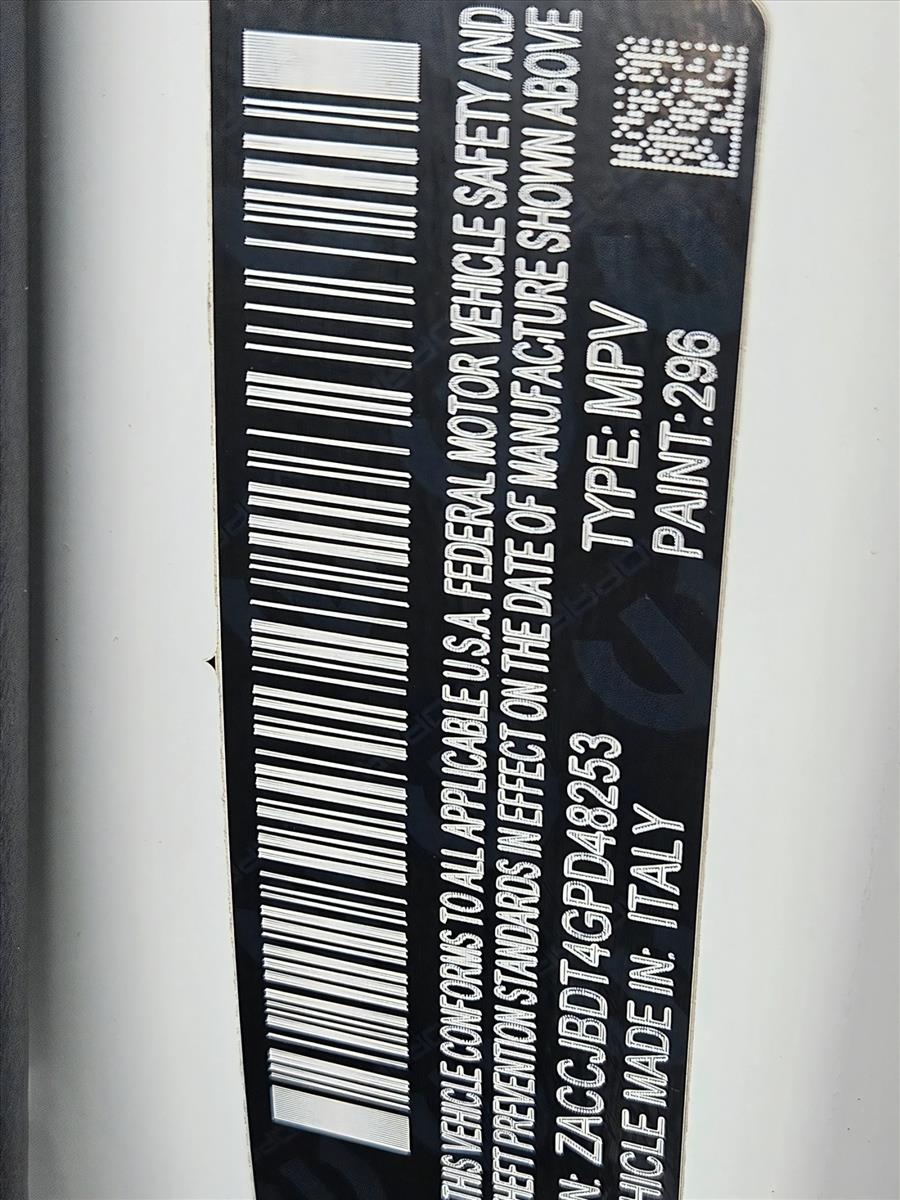 THIS VEHICLE CONFORMS TO ALL APPLICABLE U.S.A. FEDERAL MOTOR VEHICLE SAFETY AND
HEFT PREVENTION STANDARDS IN EFFECT ON THE DATE OF MANUFACTURE SHOWN ABOVE
N: ZACCJBDT4GPD48253 TYPE: MPV
HICLE MADE IN: ITALY PAINT: 296